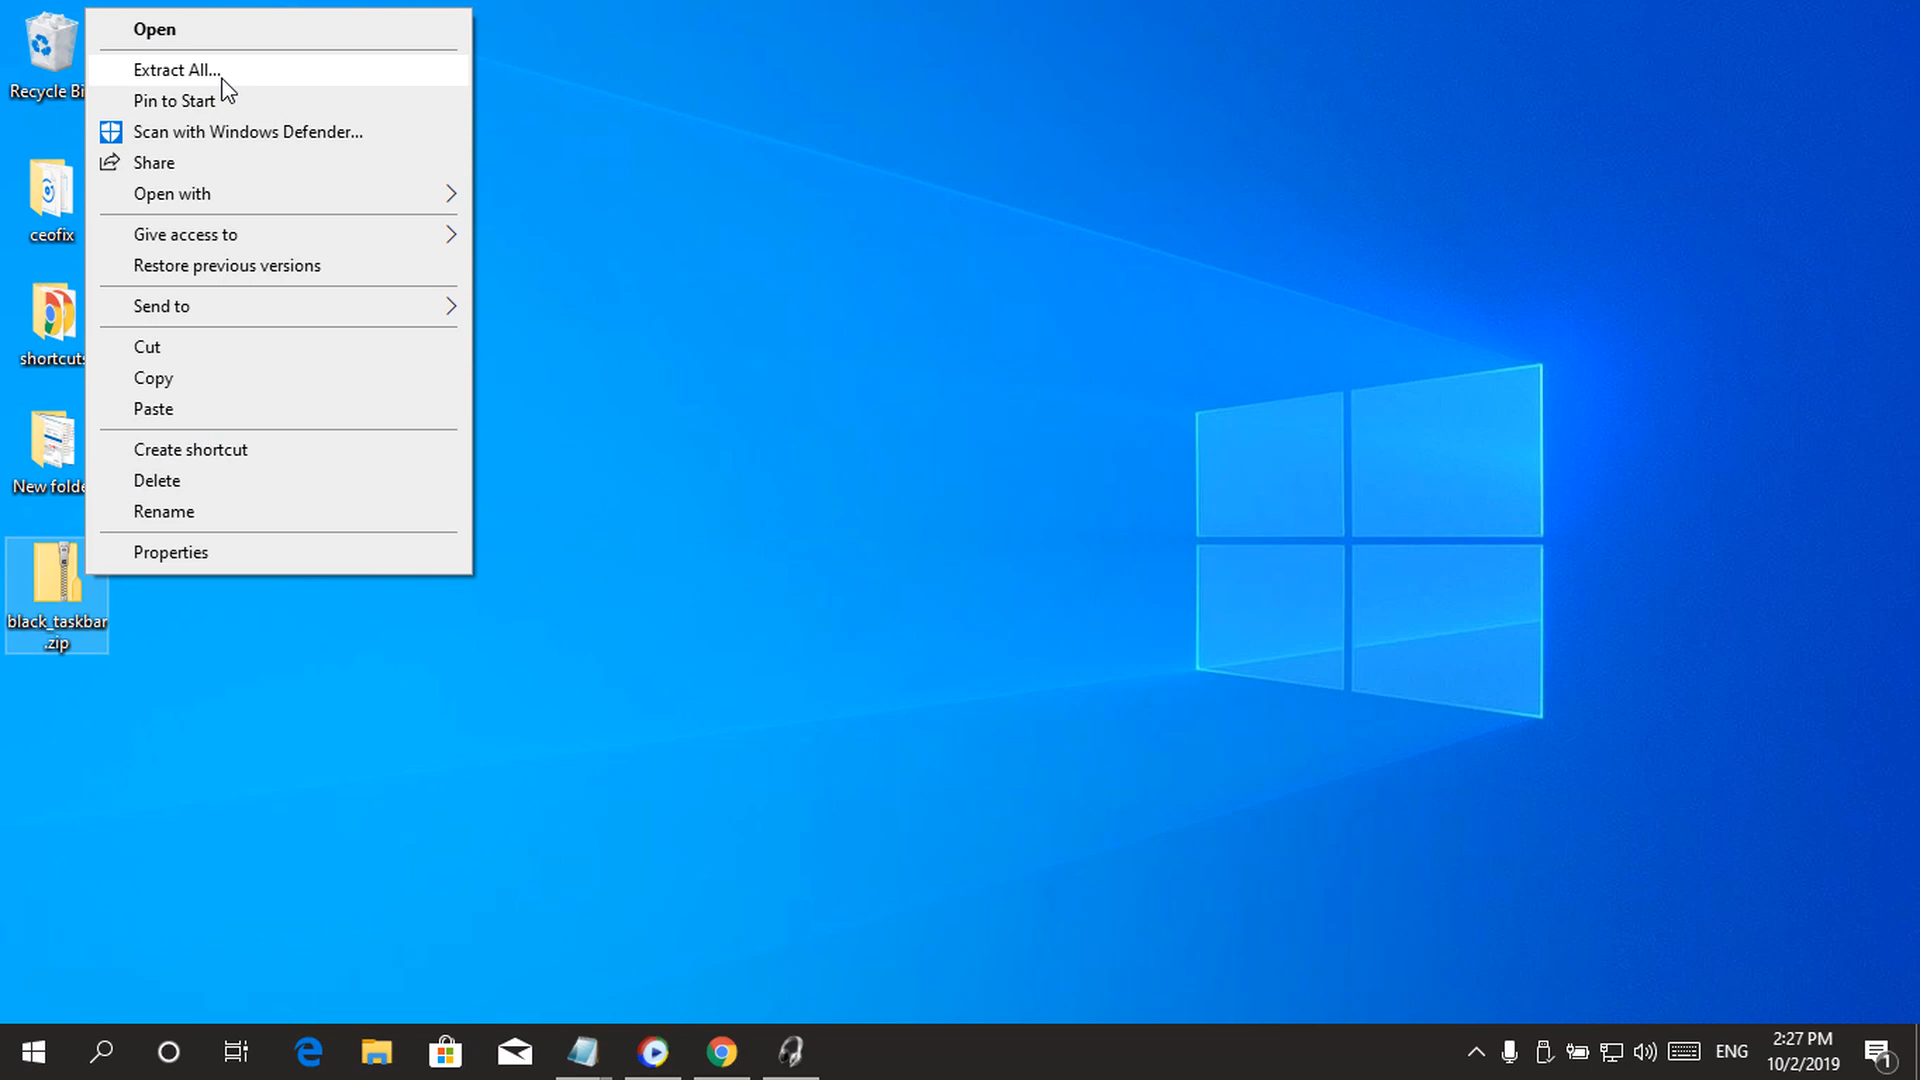 Open
Extract All...
Pin to Start
Scan with Windows Defender...
Share
Open with
Give access to
Restore previous versions
Send to
Cut
Copy
Paste
Create shortcut
Delete
Rename
Properties
Recycle Bi
ceofix
shortcuts
New folde
black_taskbar
.zip
ENG
2:27 PM
10/2/2019
1